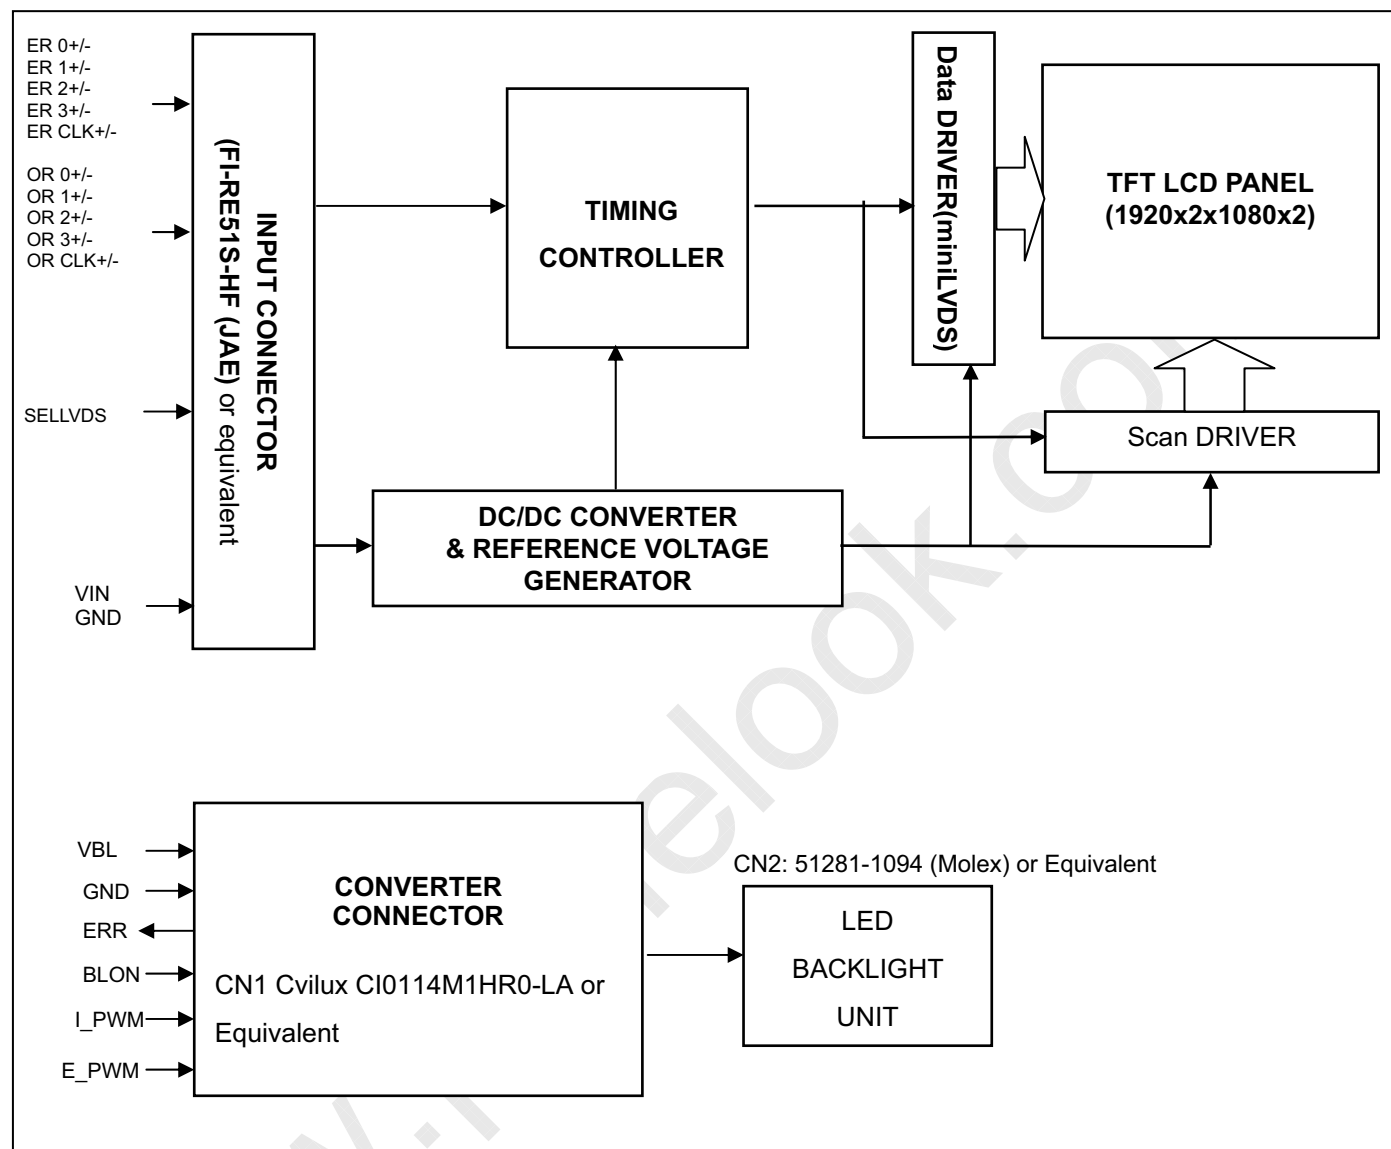 ER 0+/-
ER 1+/-
ER 2+/-
ER 3+/-
ER CLK+/-
OR 0+/-
OR 1+/-
OR 2+/-
OR 3+/-
OR CLK+/-
SELLVDS
VIN
GND
INPUT CONNECTOR
(FI-RE51S-HF (JAE) or equivalent
TIMING
CONTROLLER
Data DRIVER(miniLVDS)
TFT LCD PANEL
(1920x2x1080x2)
Scan DRIVER
DC/DC CONVERTER
& REFERENCE VOLTAGE
GENERATOR
VBL
GND
ERR
BLON
I_PWM
E_PWM
CONVERTER
CONNECTOR
CN1 Cvilux CI0114M1HR0-LA or
Equivalent
CN2: 51281-1094 (Molex) or Equivalent
LED
BACKLIGHT
UNIT